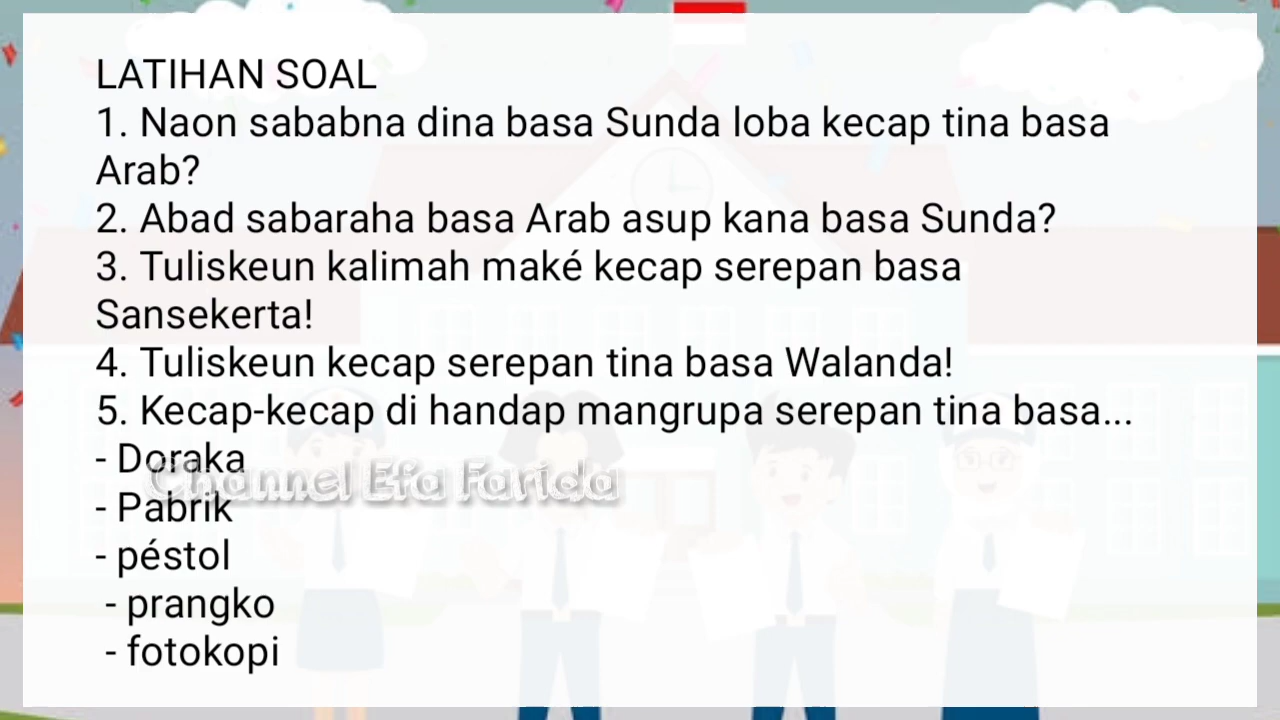 LATIHAN SOAL
1. Naon sababna dina basa Sunda loba kecap tina basa
Arab?
2. Abad sabaraha basa Arab asup kana basa Sunda?
3. Tuliskeun kalimah maké kecap serepan basa
Sansekerta!
4. Tuliskeun kecap serepan tina basa Walanda!
5. Kecap-kecap di handap mangrupa serepan tina basa...
- Doraka
Channel Efa Farida
- Pabrik
- péstol
- prangko
- fotokopi